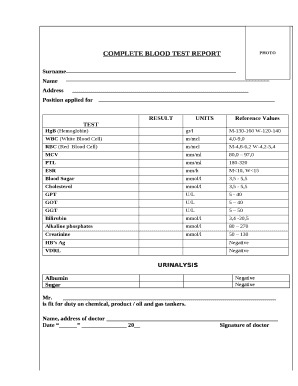 COMPLETE BLOOD TEST REPORT
PHOTO
Surname
Name
Address
Position applied for
TEST RESULT UNITS Reference Values
HgB (Hemoglobin) gr/l M-130-160 W-120-140
WBC (White Blood Cell) m/mcl 4,0-9,0
RBC (Red Blood Cell) m/mcl M-4,0-6,2 W-4,2-5,4
MCV mm/ml 80,0 - 97,0
PTL mm/ml 180-320
ESR mm/h M<10, W<15
Blood Sugar mmol/l 3,5 - 5,5
Cholesterol mmol/l 3,5 - 5,5
GPT U/L 5 - 40
GOT U/L 5 - 40
GGT U/L 5 - 50
Bilirubin mmol/l 3,4 -20,5
Alkaline phosphates mmol/l 80 - 270
Creatinine mmol/l 50 - 130
HB's Ag Negative
VDRL Negative
URINALYSIS
Albumin Negative
Sugar Negative
Mr.
is fit for duty on chemical, product / oil and gas tankers.
Name, address of doctor
Date "______" ______________ 20__ Signature of doctor